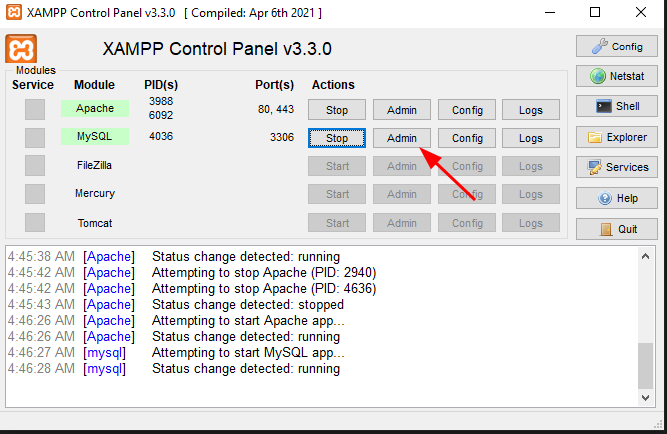 XAMPP Control Panel v3.3.0 [ Compiled: Apr 6th 2021 ]
XAMPP Control Panel v3.3.0
Config
Modules
Service Module PID(s) Port(s) Actions
Netstat
Apache 3988 6092 80, 443 Stop Admin Config Logs
Shell
MySQL 4036 3306 Stop Admin Config Logs
Explorer
FileZilla Start Admin Config Logs
Services
Mercury Start Admin Config Logs
Help
Tomcat Start Admin Config Logs
Quit
4:45:38 AM [Apache] Status change detected: running
4:45:42 AM [Apache] Attempting to stop Apache (PID: 2940)
4:45:42 AM [Apache] Attempting to stop Apache (PID: 4636)
4:45:43 AM [Apache] Status change detected: stopped
4:46:26 AM [Apache] Attempting to start Apache app...
4:46:26 AM [Apache] Status change detected: running
4:46:27 AM [mysql] Attempting to start MySQL app...
4:46:28 AM [mysql] Status change detected: running